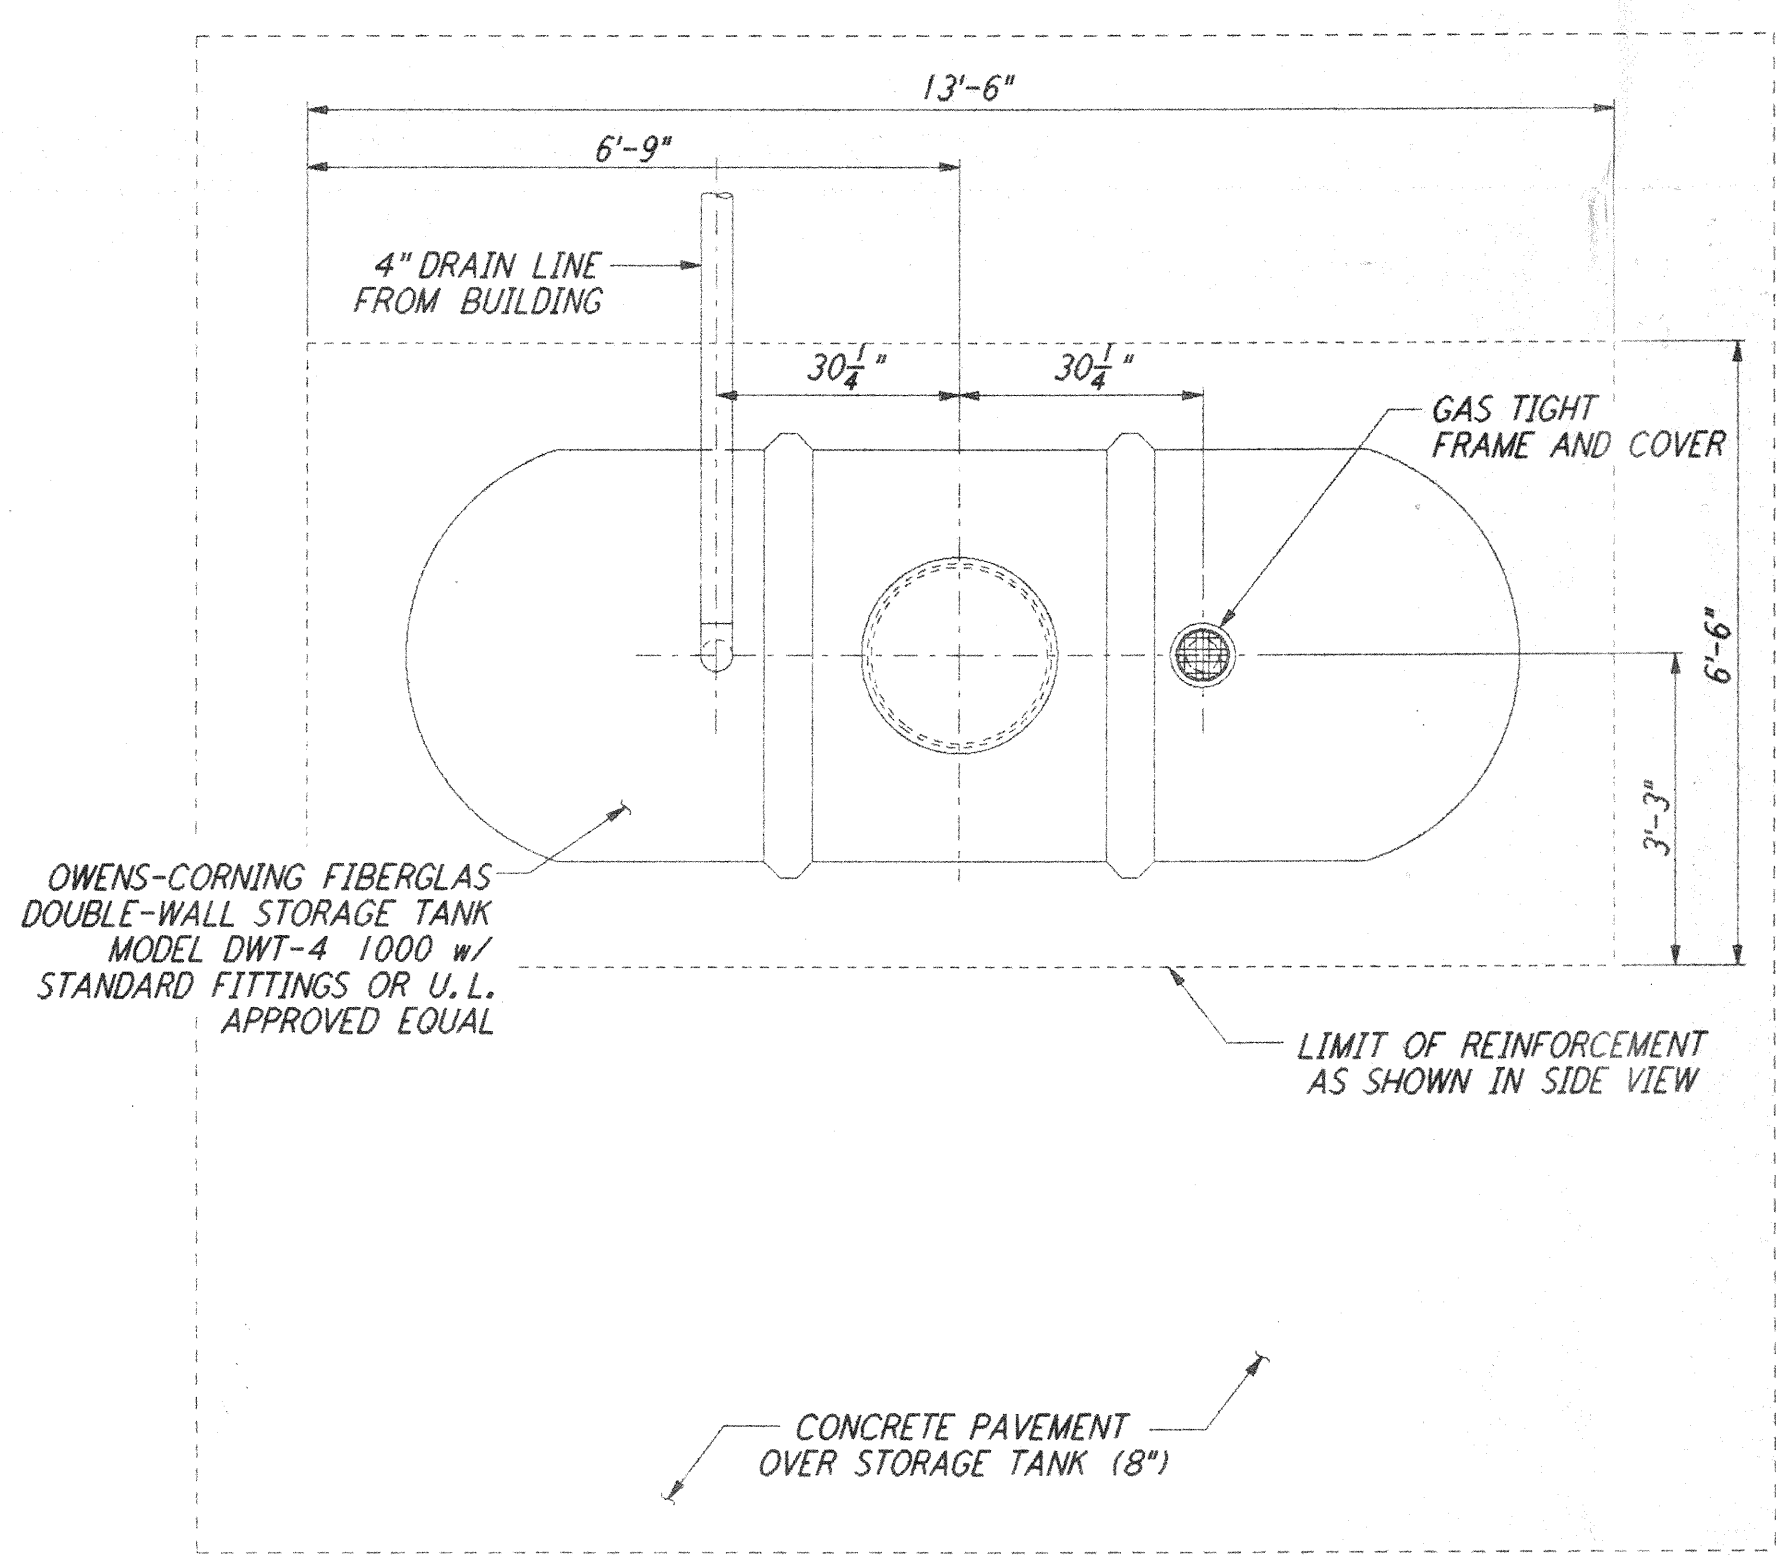 13'-6"
6'-9"
4" DRAIN LINE
FROM BUILDING
30 1/4"
30 1/4"
GAS TIGHT
FRAME AND COVER
6'-6"
3'-3"
OWENS-CORNING FIBERGLAS
DOUBLE-WALL STORAGE TANK
MODEL DWT-4 1000 w/
STANDARD FITTINGS OR U.L.
APPROVED EQUAL
LIMIT OF REINFORCEMENT
AS SHOWN IN SIDE VIEW
CONCRETE PAVEMENT
OVER STORAGE TANK (8")